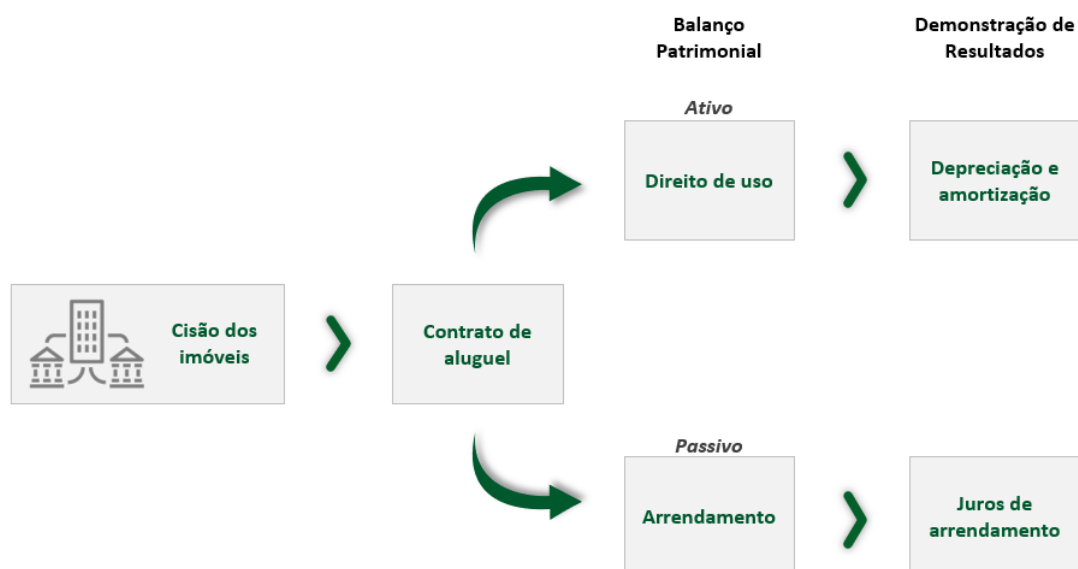 Balanço
Patrimonial
Demonstração de
Resultados
Ativo
Direito de uso
Depreciação e
amortização
Cisão dos
imóveis
Contrato de
aluguel
Passivo
Arrendamento
Juros de
arrendamento